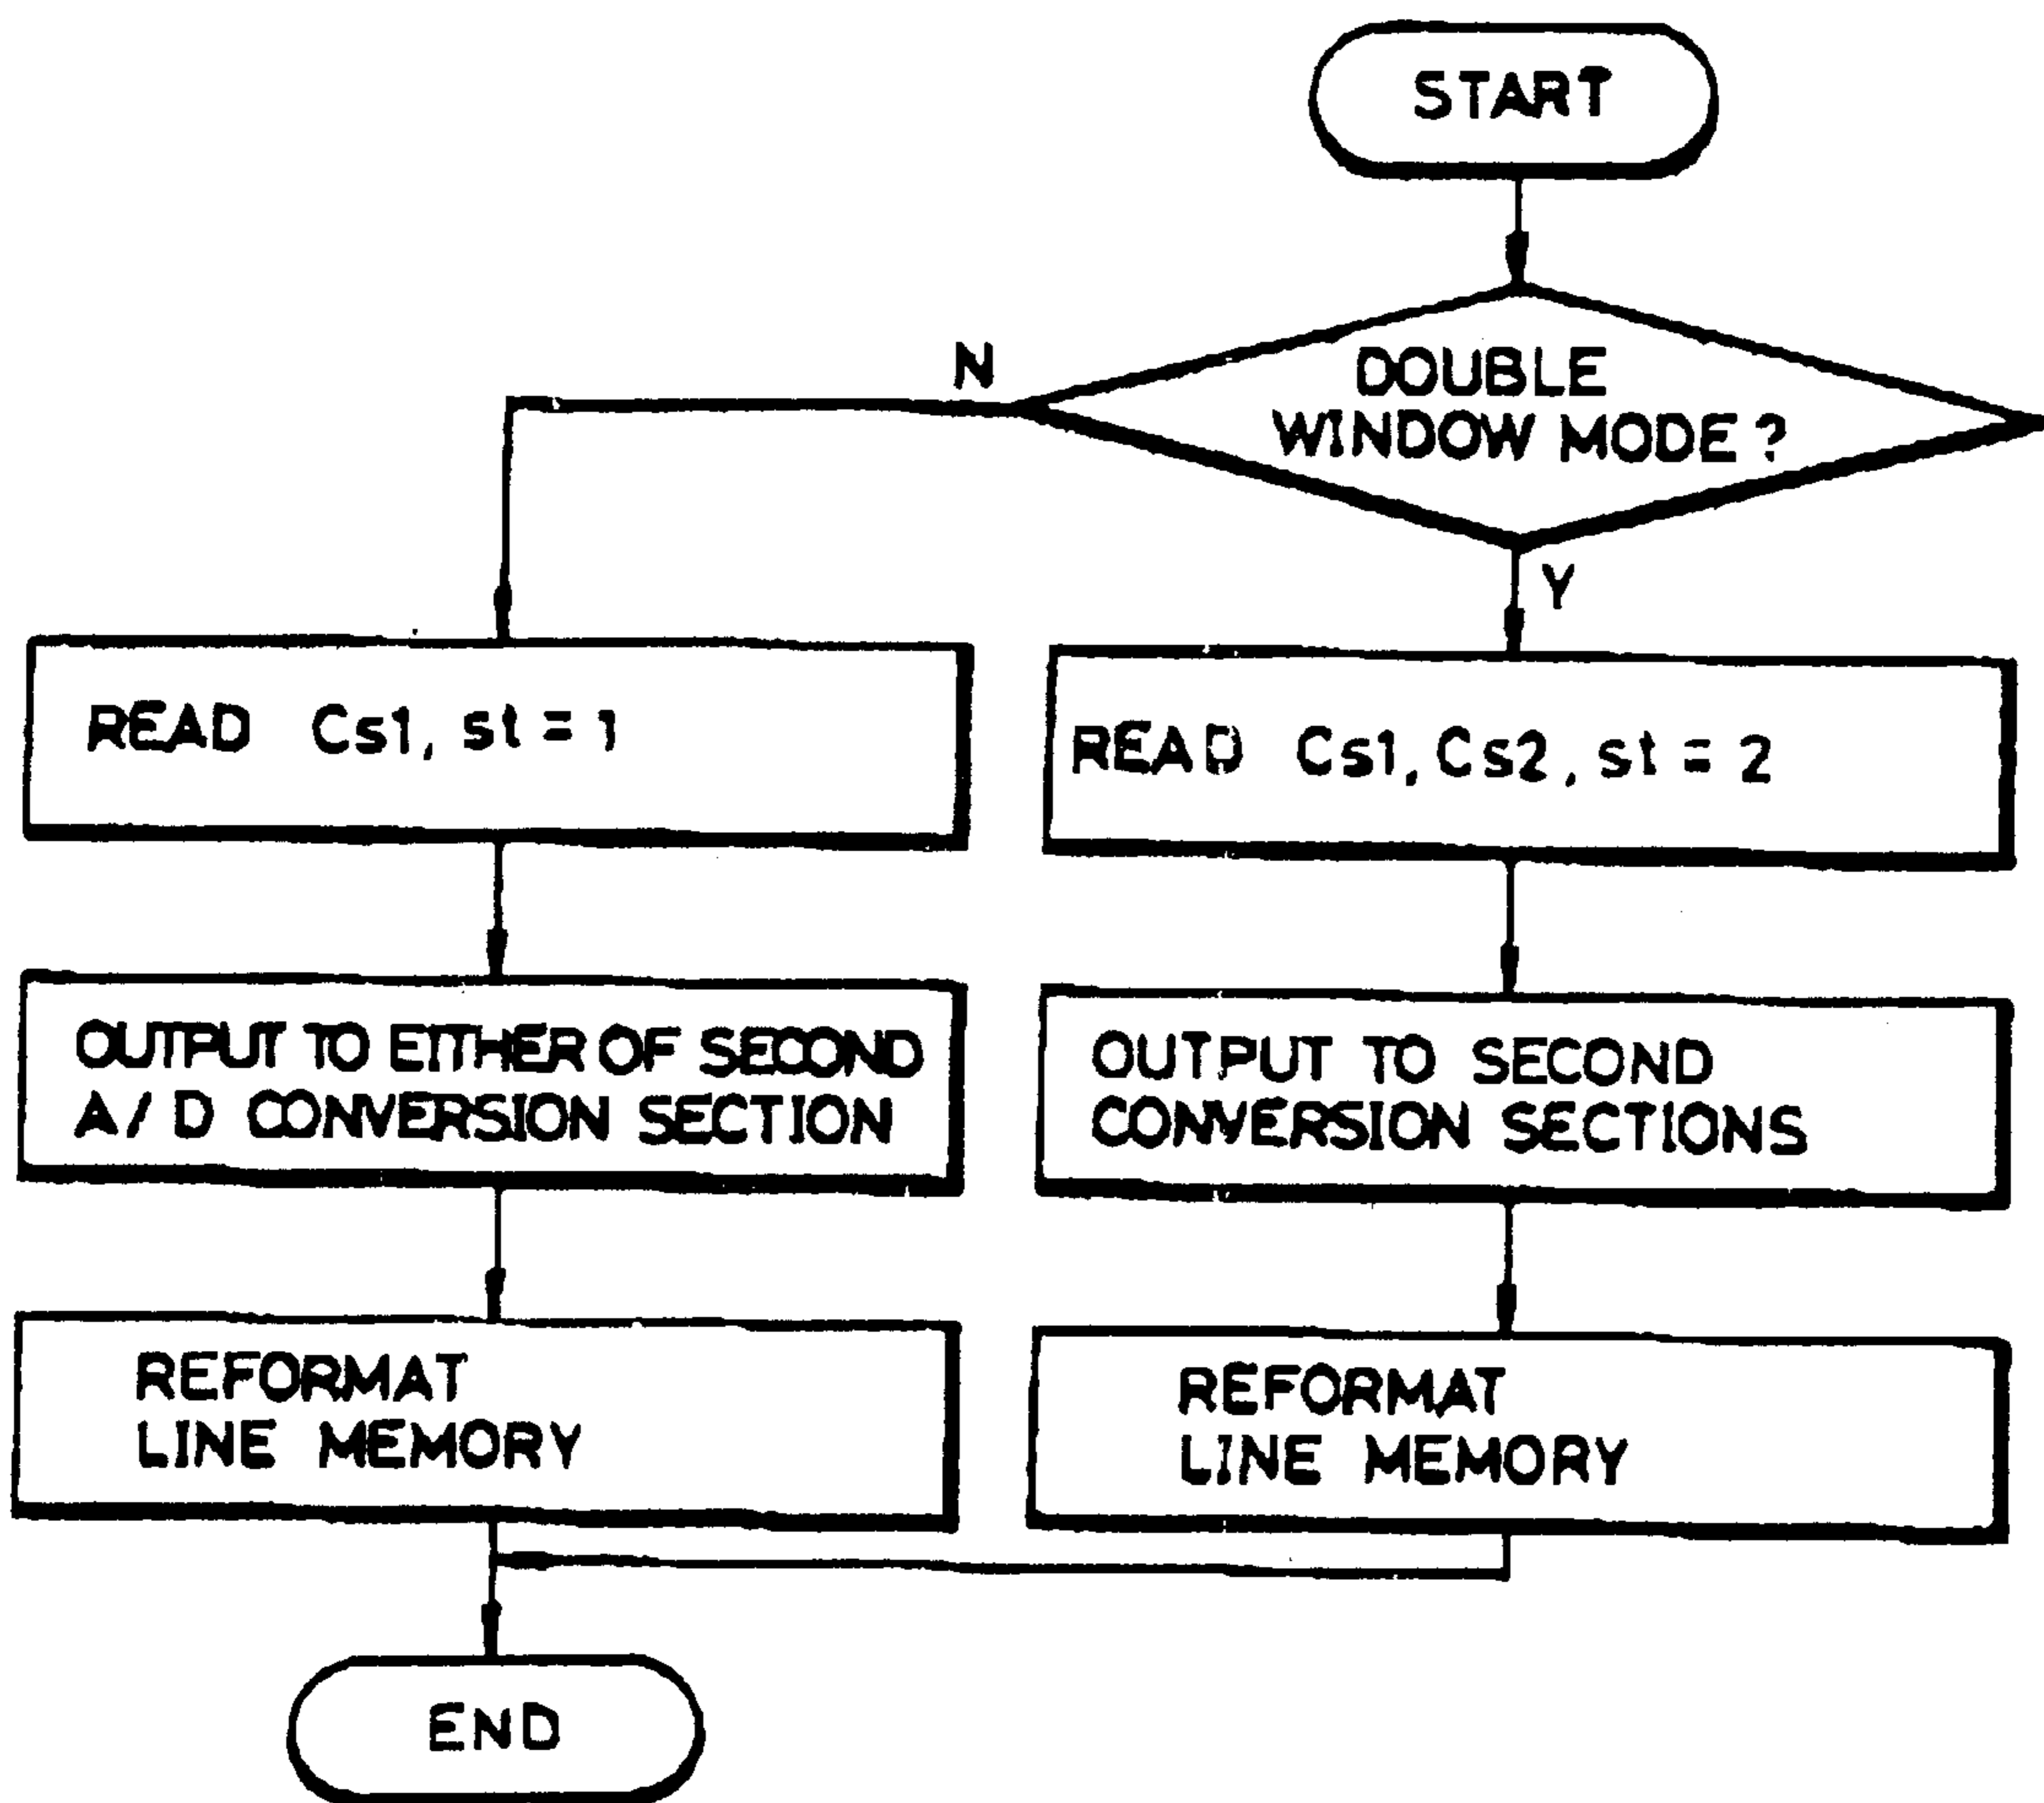 START
DOUBLE
WINDOW MODE ?
N
Y
READ Cs1, st = 1
READ Cs1, Cs2, st = 2
OUTPUT TO EITHER OF SECOND
A / D CONVERSION SECTION
OUTPUT TO SECOND
CONVERSION SECTIONS
REFORMAT
LINE MEMORY
REFORMAT
LINE MEMORY
END